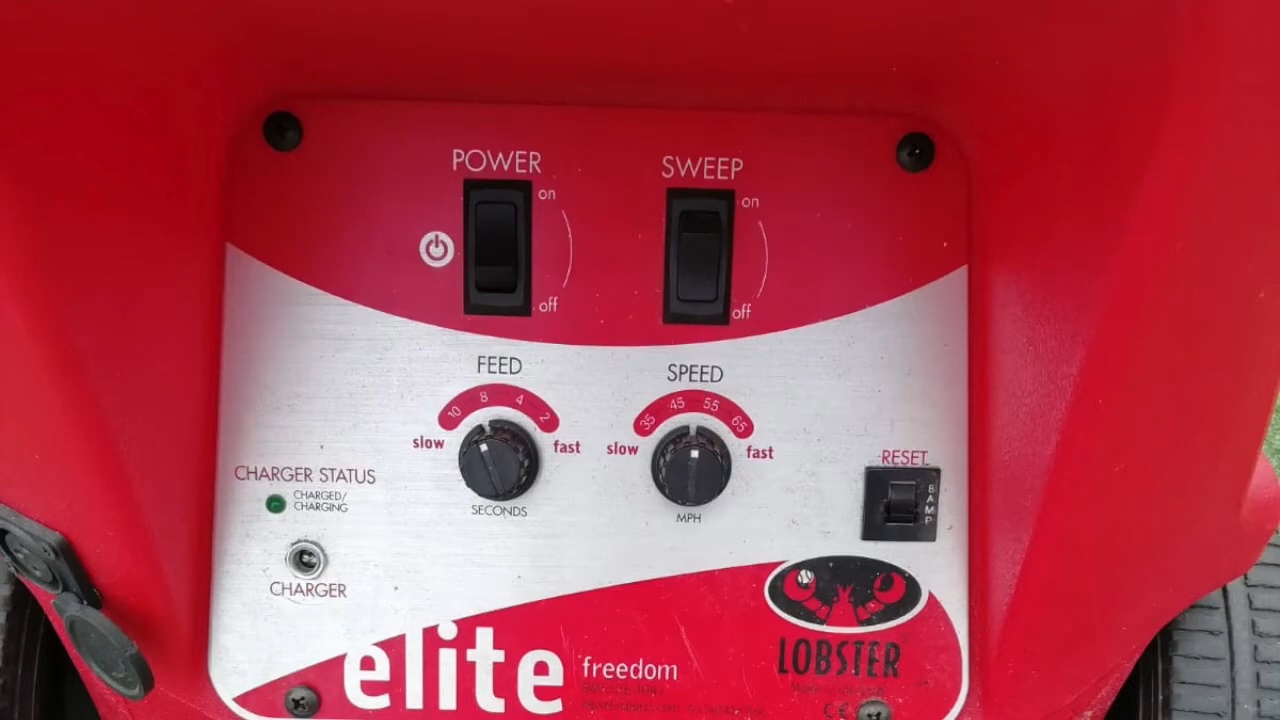 POWER
SWEEP
on
on
off
off
FEED
SPEED
10 8 4 2
35 45 55 65
slow
fast
slow
fast
SECONDS
MPH
RESET
8 AMP
CHARGER STATUS
CHARGED/
CHARGING
CHARGER
elite
freedom
LOBSTER
CE